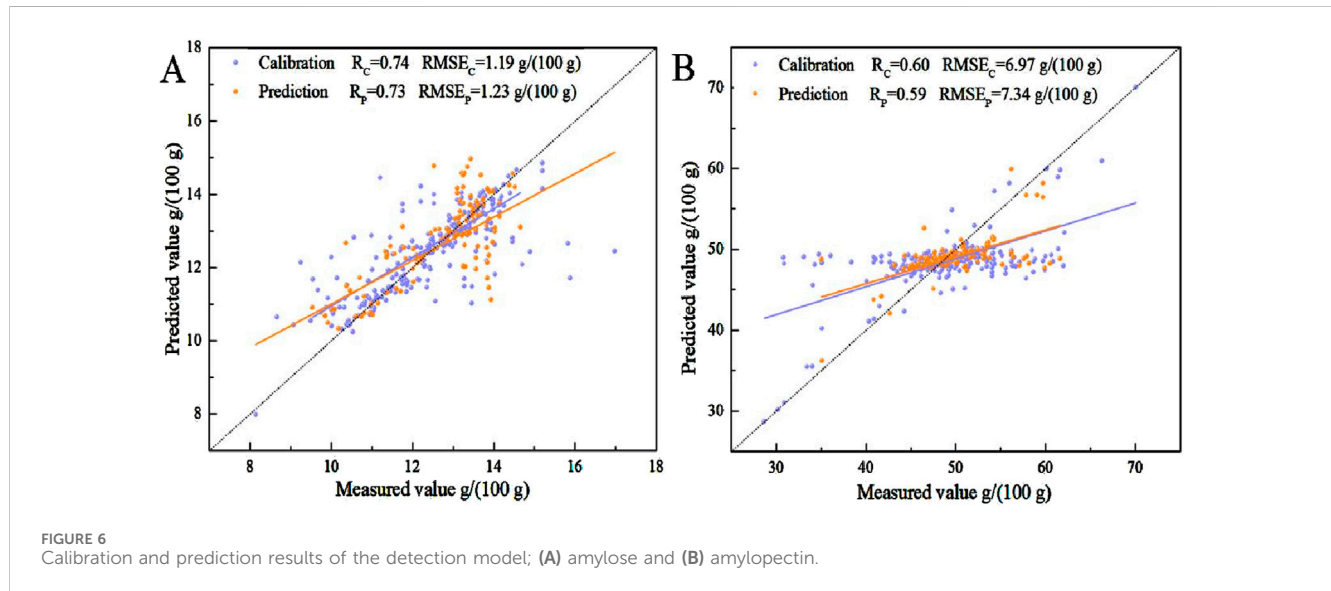 A
Calibration R_C=0.74 RMSE_C=1.19 g/(100 g)
Prediction R_P=0.73 RMSE_P=1.23 g/(100 g)
18
16
14
12
10
8
Predicted value g/(100 g)
8 10 12 14 16 18
Measured value g/(100 g)
B
Calibration R_C=0.60 RMSE_C=6.97 g/(100 g)
Prediction R_P=0.59 RMSE_P=7.34 g/(100 g)
70
60
50
40
30
Predicted value g/(100 g)
30 40 50 60 70
Measured value g/(100 g)
FIGURE 6
Calibration and prediction results of the detection model; (A) amylose and (B) amylopectin.